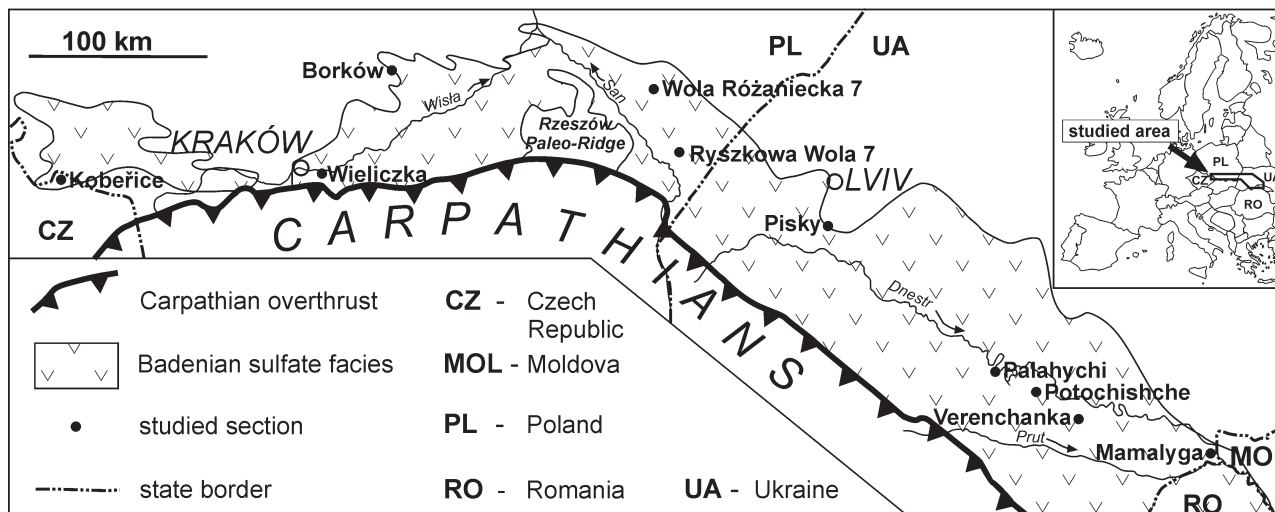 100 km
PL
UA
Borków
Wisła
San
Wola Różaniecka 7
studied area
PL
CZ
UA
RO
KRAKÓW
Rzeszów
Paleo-Ridge
Ryszkowa Wola 7
Kobeřice
Wieliczka
LVIV
CZ
Pisky
CARPATHIANS
Dnestr
Palahychi
Potochishche
Verenchanka
Prut
Mamalyga
MO
RO
Carpathian overthrust
Badenian sulfate facies
studied section
state border
CZ - Czech
Republic
MOL - Moldova
PL - Poland
RO - Romania
UA - Ukraine